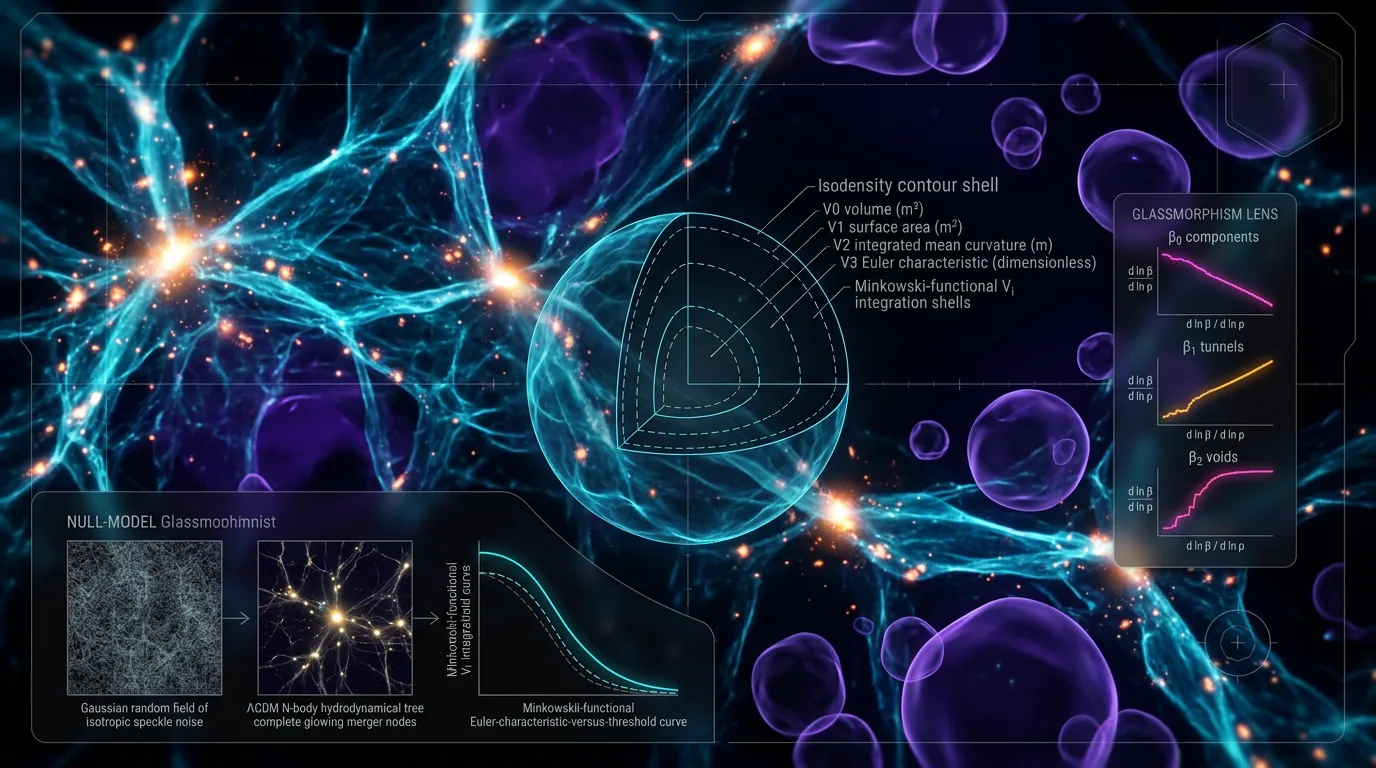 Isodensity contour shell
V0 volume (m³)
V1 surface area (m²)
V2 integrated mean curvature (m)
V3 Euler characteristic (dimensionless)
Minkowski-functional Vᵢ
integration shells
GLASSMORPHISM LENS
β₀ components
d ln β
d ln ρ
d ln β / d ln ρ
β₁ tunnels
d ln β
d ln ρ
d ln β / d ln ρ
β₂ voids
d ln β
d ln ρ
d ln β / d ln ρ
NULL-MODEL Glassmoohmnist
Gaussian random field of
isotropic speckle noise
ΛCDM N-body hydrodynamical tree
complete glowing merger nodes
curve
Minkowskli-functional
Euler-characteristic-versus-threshold curve